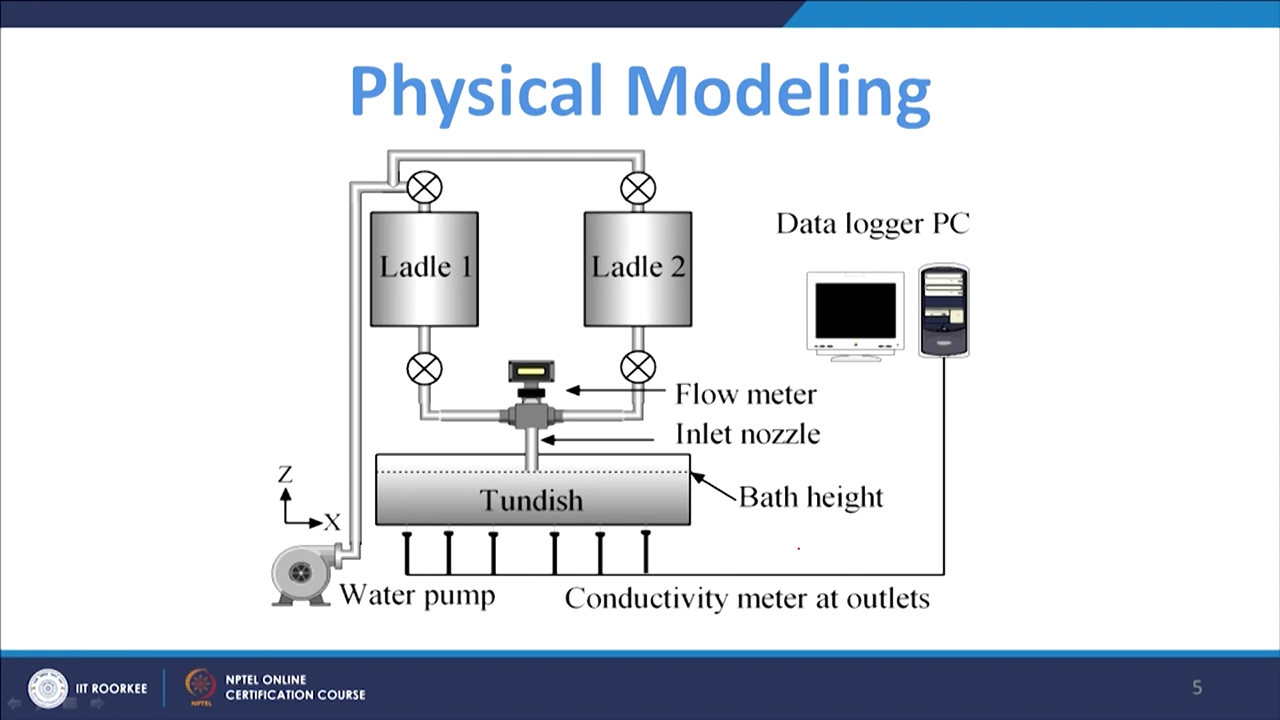 Physical Modeling
Ladle 1
Ladle 2
Data logger PC
Flow meter
Inlet nozzle
Z
X
Tundish
Bath height
Water pump
Conductivity meter at outlets
IIT ROORKEE
NPTEL
NPTEL ONLINE
CERTIFICATION COURSE
5